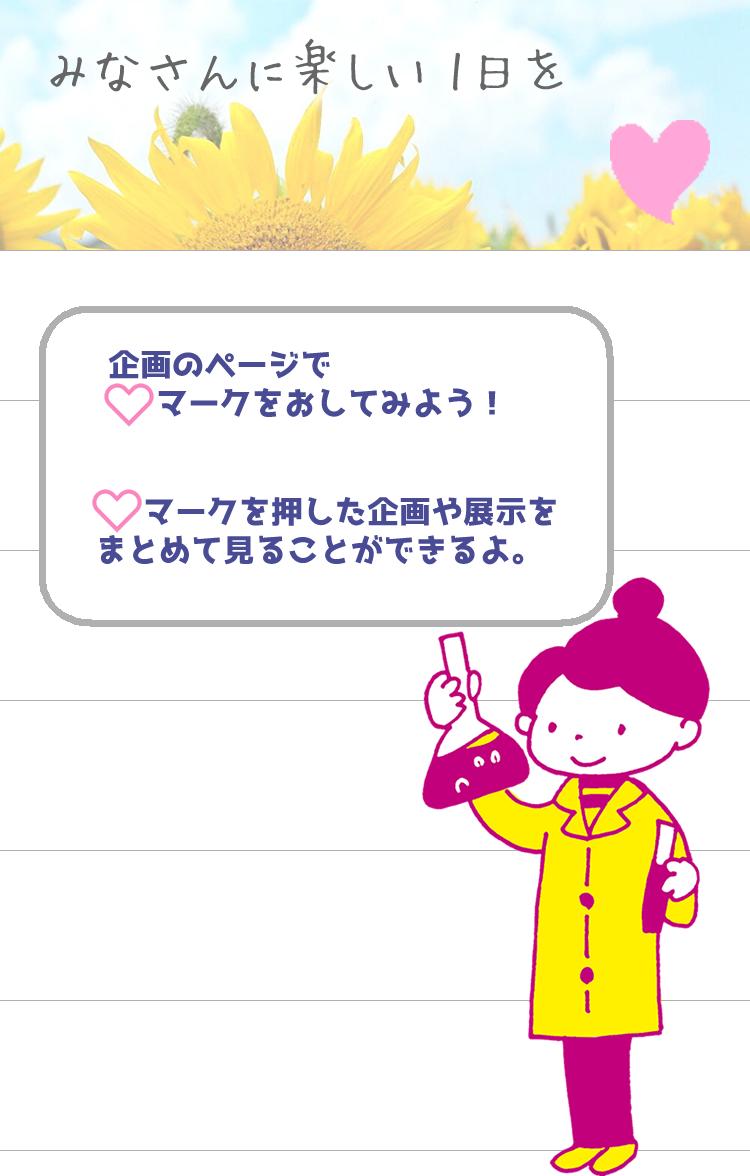 みなさんに楽しい1日を
企画のページで
♡マークをおしてみよう！
♡マークを押した企画や展示を
まとめて見ることができるよ。